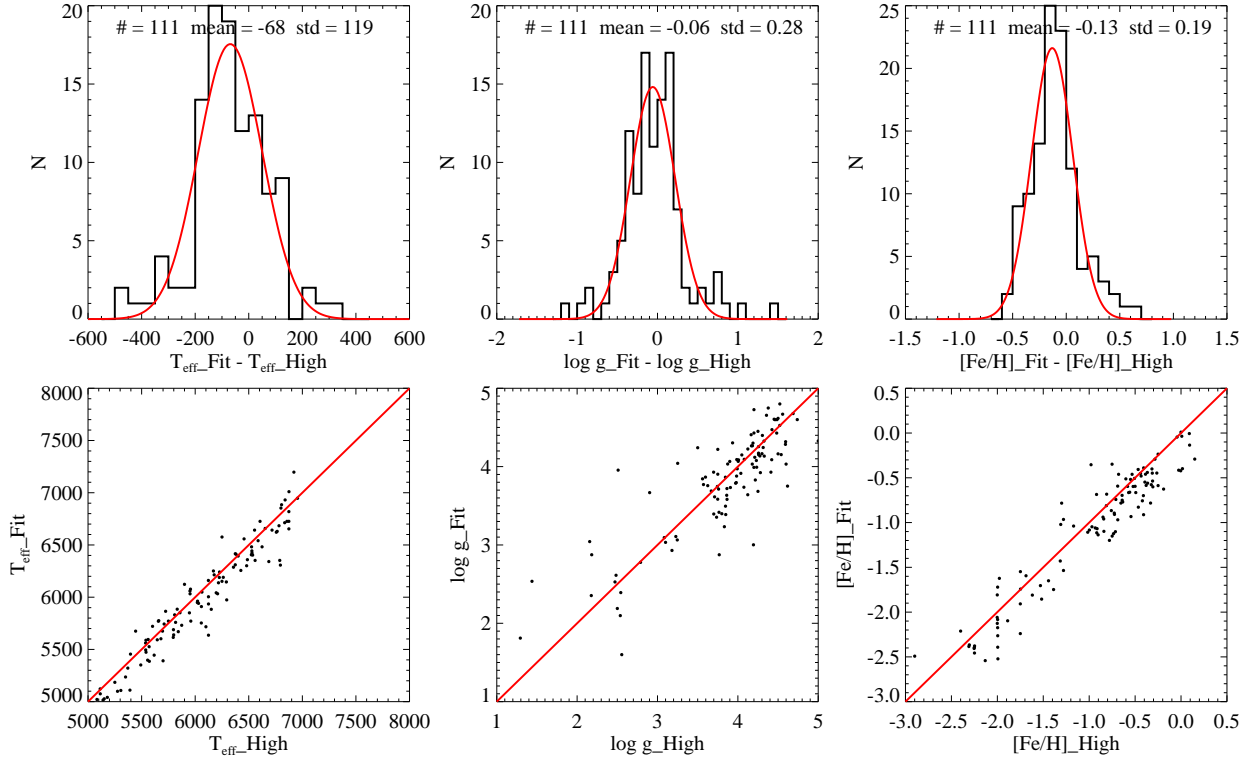 # = 111 mean = -68 std = 119
20
15
10
5
0
N
-600 -400 -200 0 200 400 600
T_eff_Fit - T_eff_High
# = 111 mean = -0.06 std = 0.28
20
15
10
5
0
N
-2 -1 0 1 2
log g_Fit - log g_High
# = 111 mean = -0.13 std = 0.19
25
20
15
10
5
0
N
-1.5 -1.0 -0.5 0.0 0.5 1.0 1.5
[Fe/H]_Fit - [Fe/H]_High
8000
7500
7000
6500
6000
5500
5000
T_eff_Fit
5000 5500 6000 6500 7000 7500 8000
T_eff_High
5
4
3
2
1
log g_Fit
1 2 3 4 5
log g_High
0.5
0.0
-0.5
-1.0
-1.5
-2.0
-2.5
-3.0
[Fe/H]_Fit
-3.0 -2.5 -2.0 -1.5 -1.0 -0.5 0.0 0.5
[Fe/H]_High